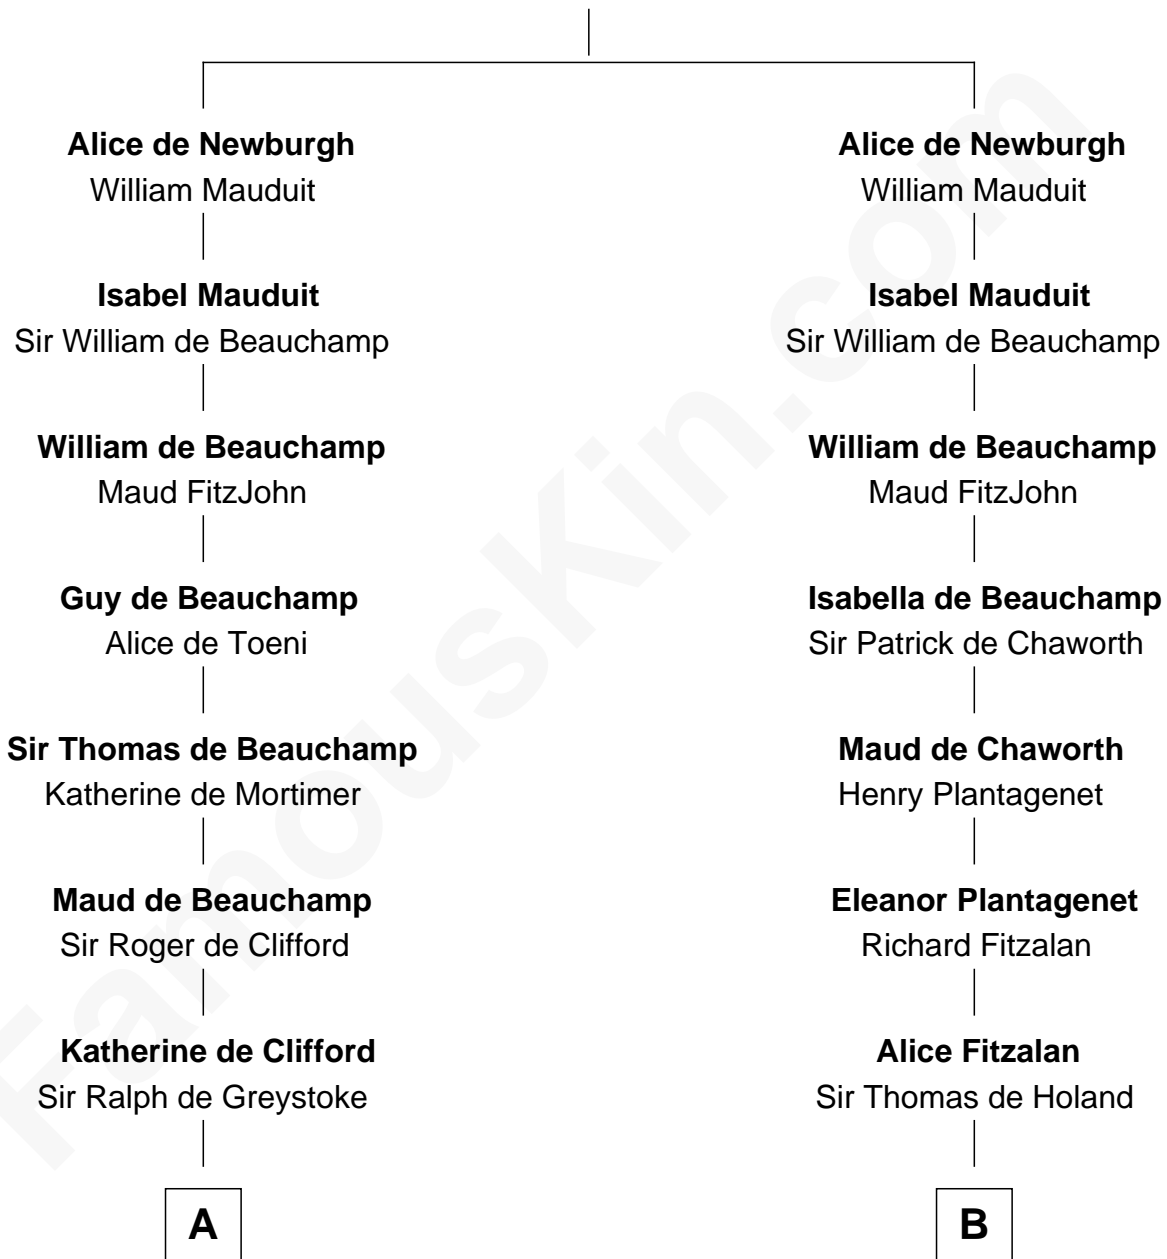 Alice de Newburgh
William Mauduit
Isabel Mauduit
Sir William de Beauchamp
William de Beauchamp
Maud FitzJohn
Guy de Beauchamp
Alice de Toeni
Sir Thomas de Beauchamp
Katherine de Mortimer
Maud de Beauchamp
Sir Roger de Clifford
Katherine de Clifford
Sir Ralph de Greystoke
A
Alice de Newburgh
William Mauduit
Isabel Mauduit
Sir William de Beauchamp
William de Beauchamp
Maud FitzJohn
Isabella de Beauchamp
Sir Patrick de Chaworth
Maud de Chaworth
Henry Plantagenet
Eleanor Plantagenet
Richard Fitzalan
Alice Fitzalan
Sir Thomas de Holand
B
FamousKin.com